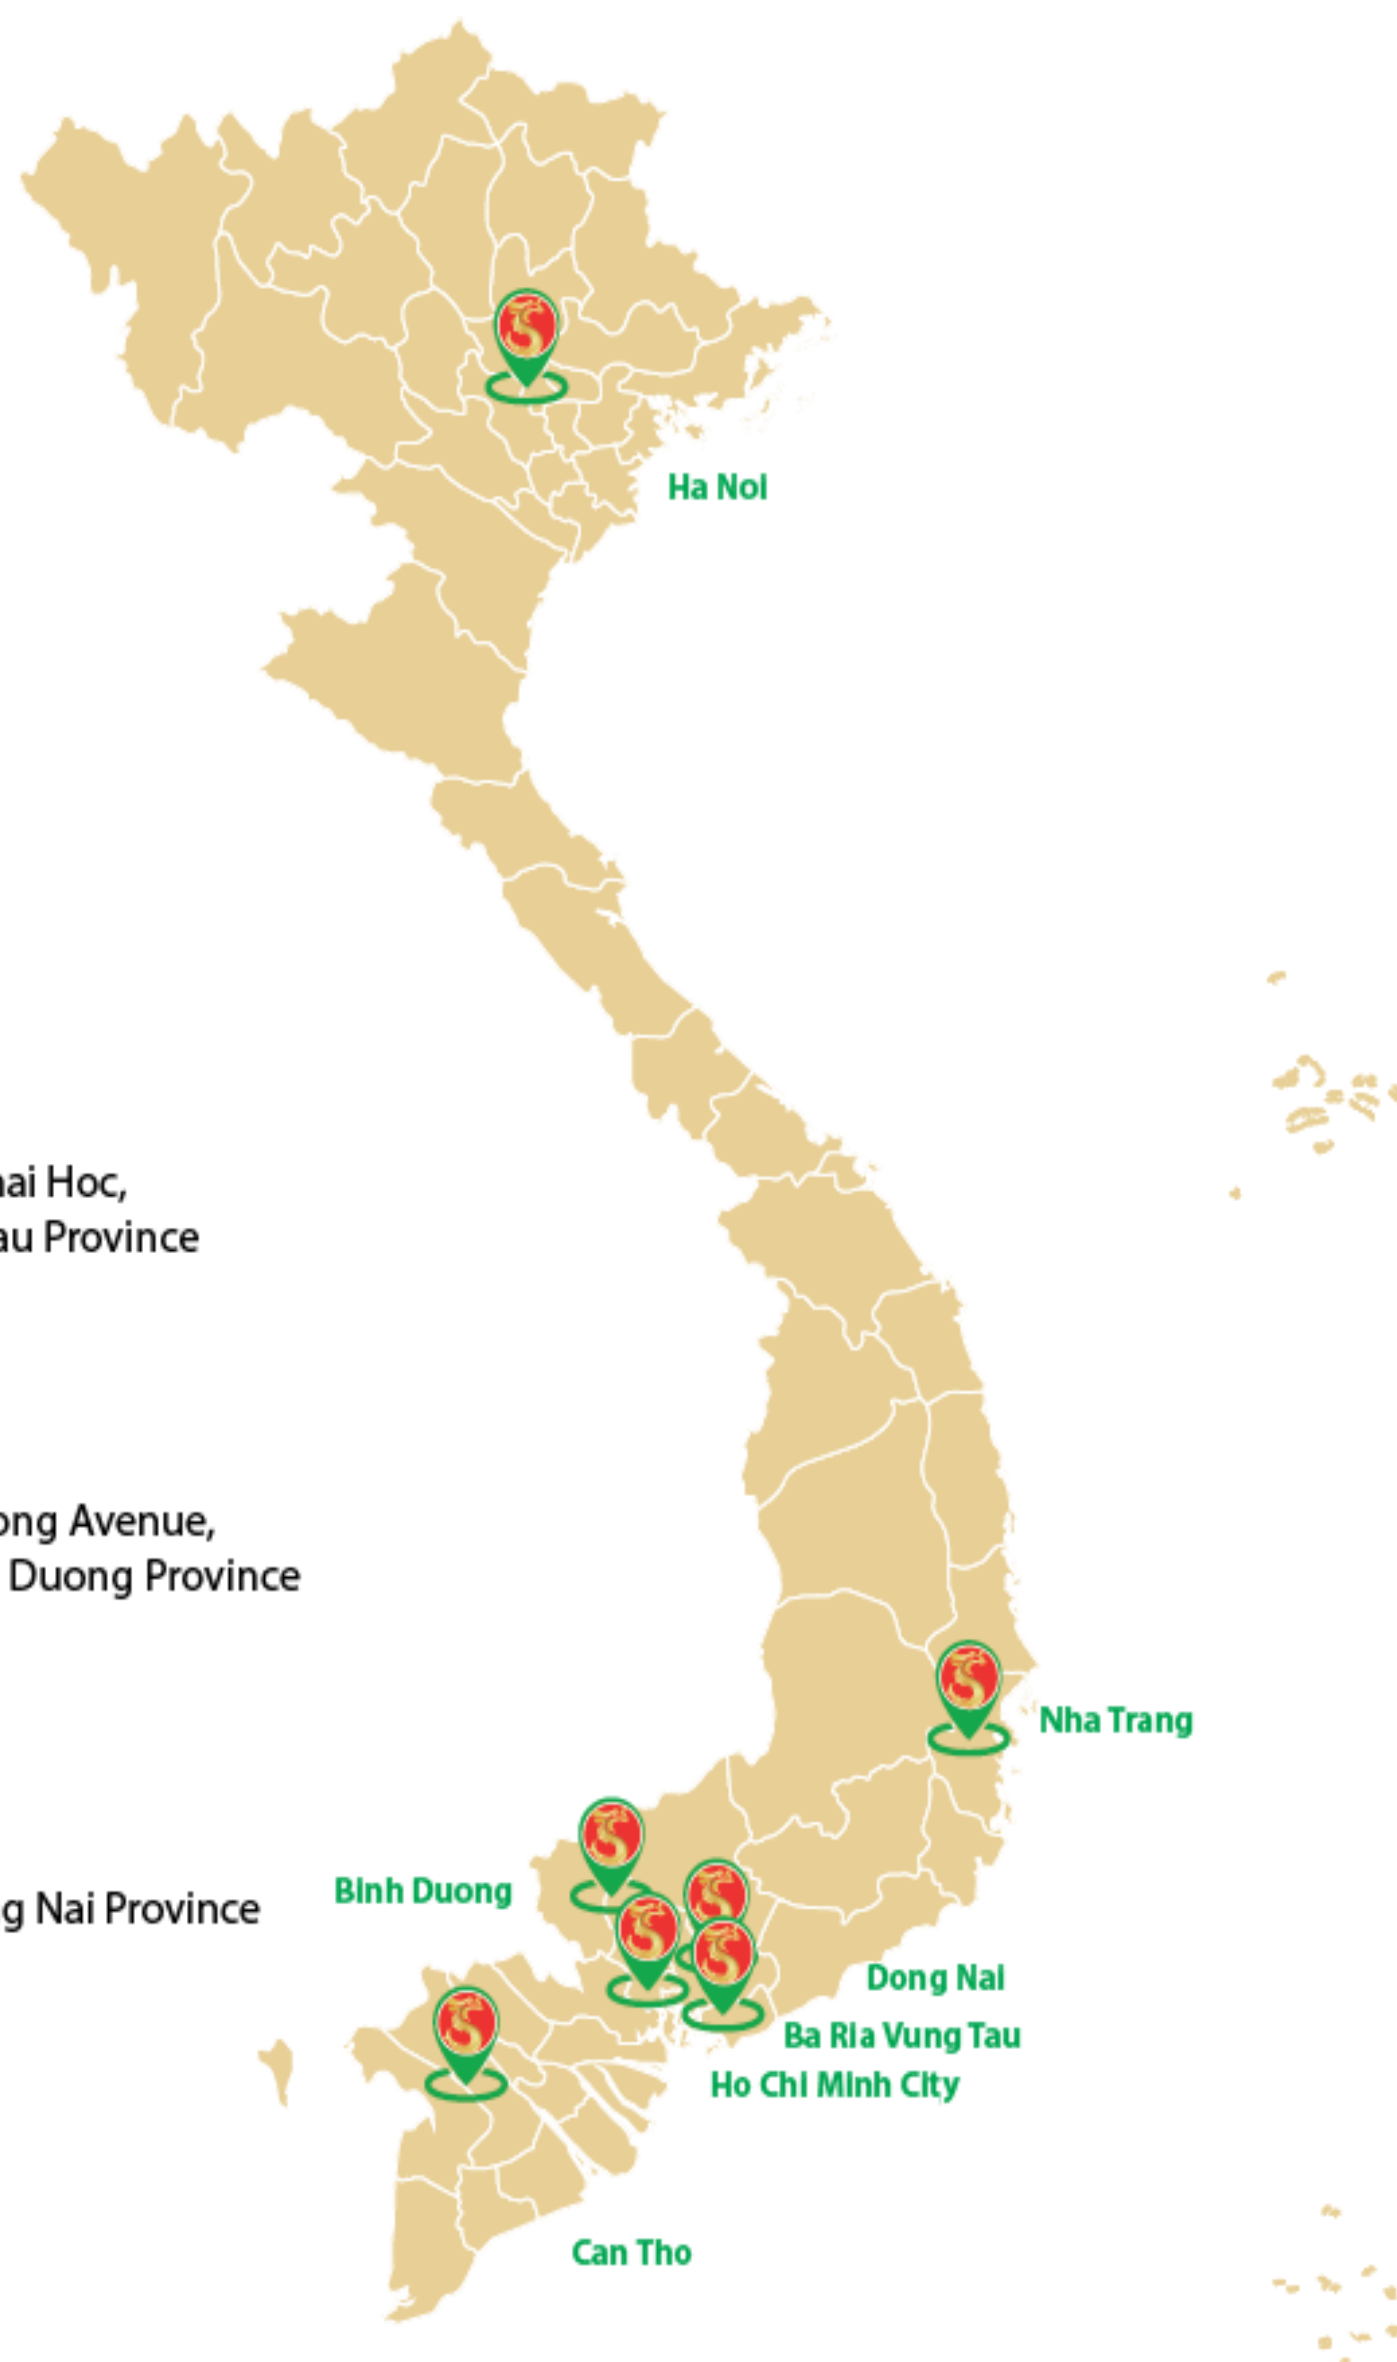 Ha Noi
hai Hoc,
au Province
ong Avenue,
Duong Province
Nha Trang
Binh Duong
g Nai Province
Dong Nai
Ba Ria Vung Tau
Ho Chi Minh City
Can Tho